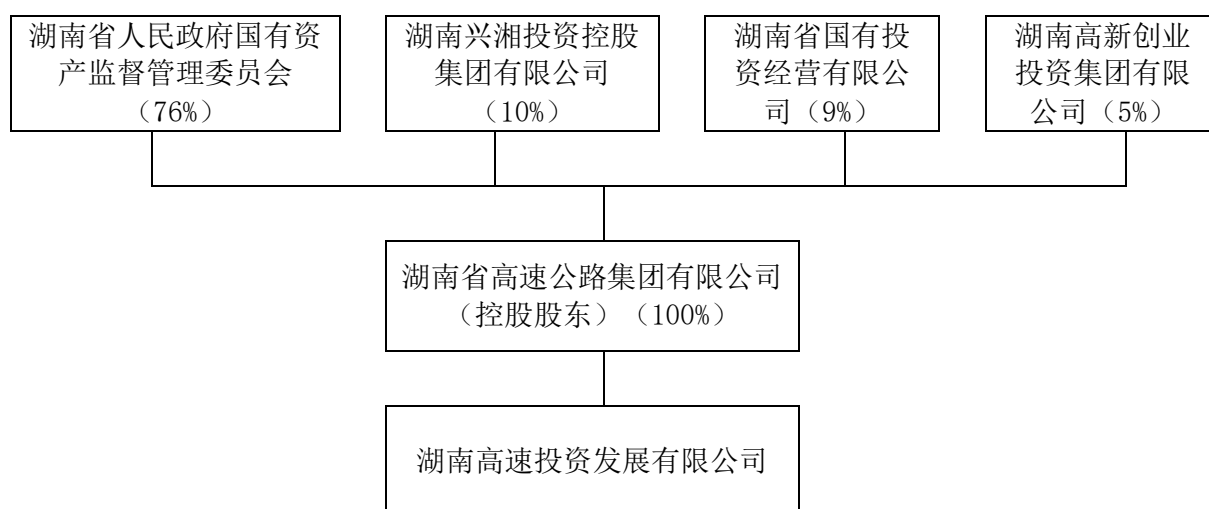 湖南省人民政府国有资
产监督管理委员会
（76%）
湖南兴湘投资控股
集团有限公司
（10%）
湖南省国有投
资经营有限公
司（9%）
湖南高新创业
投资集团有限
公司（5%）
湖南省高速公路集团有限公司
（控股股东）（100%）
湖南高速投资发展有限公司